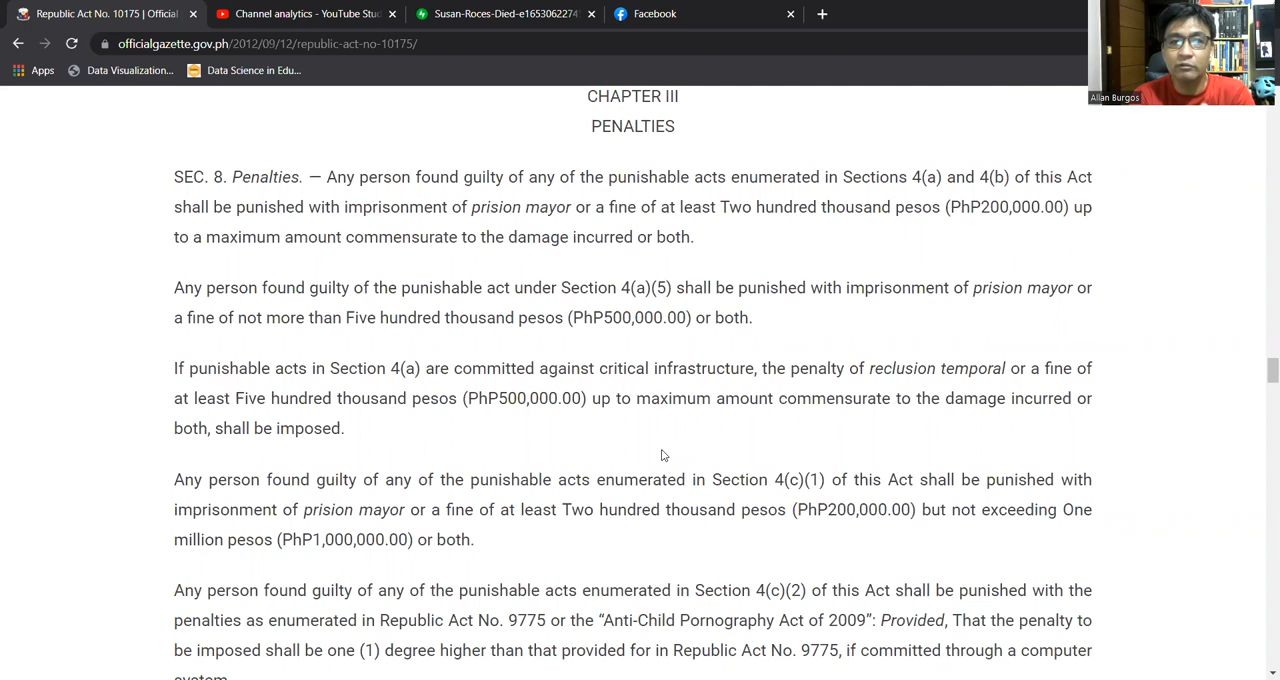 Republic Act No. 10175 | Official
Channel analytics - YouTube Stud
Susan-Roces-Died-e1653062274
Facebook
officialgazette.gov.ph/2012/09/12/republic-act-no-10175/
Apps
Data Visualization...
Data Science in Edu...
Allan Burgos
CHAPTER III
PENALTIES
SEC. 8. Penalties. — Any person found guilty of any of the punishable acts enumerated in Sections 4(a) and 4(b) of this Act
shall be punished with imprisonment of prision mayor or a fine of at least Two hundred thousand pesos (PhP200,000.00) up
to a maximum amount commensurate to the damage incurred or both.
Any person found guilty of the punishable act under Section 4(a)(5) shall be punished with imprisonment of prision mayor or
a fine of not more than Five hundred thousand pesos (PhP500,000.00) or both.
If punishable acts in Section 4(a) are committed against critical infrastructure, the penalty of reclusion temporal or a fine of
at least Five hundred thousand pesos (PhP500,000.00) up to maximum amount commensurate to the damage incurred or
both, shall be imposed.
Any person found guilty of any of the punishable acts enumerated in Section 4(c)(1) of this Act shall be punished with
imprisonment of prision mayor or a fine of at least Two hundred thousand pesos (PhP200,000.00) but not exceeding One
million pesos (PhP1,000,000.00) or both.
Any person found guilty of any of the punishable acts enumerated in Section 4(c)(2) of this Act shall be punished with the
penalties as enumerated in Republic Act No. 9775 or the “Anti-Child Pornography Act of 2009”: Provided, That the penalty to
be imposed shall be one (1) degree higher than that provided for in Republic Act No. 9775, if committed through a computer
system.